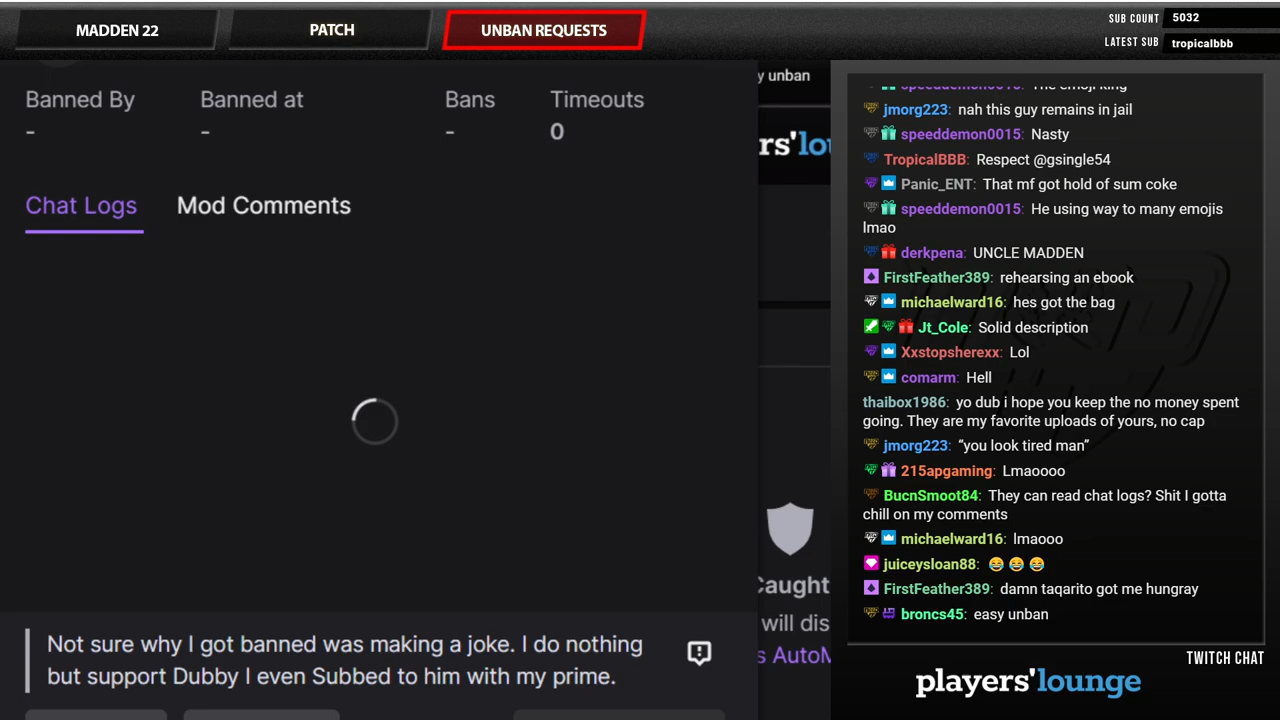 MADDEN 22
PATCH
UNBAN REQUESTS
SUB COUNT 5032
LATEST SUB tropicalbbb
Banned By
Banned at
Bans
Timeouts
-
-
-
0
Chat Logs
Mod Comments
Not sure why I got banned was making a joke. I do nothing
but support Dubby I even Subbed to him with my prime.
y unban
rs'lou
Caught
will dis
s AutoM
speeddemon0015: The emoji king
jmorg223: nah this guy remains in jail
speeddemon0015: Nasty
TropicalBBB: Respect @gsingle54
Panic_ENT: That mf got hold of sum coke
speeddemon0015: He using way to many emojis
lmao
derkpena: UNCLE MADDEN
FirstFeather389: rehearsing an ebook
michaelward16: hes got the bag
Jt_Cole: Solid description
Xxstopsherexx: Lol
comarm: Hell
thaibox1986: yo dub i hope you keep the no money spent
going. They are my favorite uploads of yours, no cap
jmorg223: “you look tired man”
215apgaming: Lmaoooo
BucnSmoot84: They can read chat logs? Shit I gotta
chill on my comments
michaelward16: lmaooo
juiceysloan88: 😂 😂 😂
FirstFeather389: damn taqarito got me hungray
broncs45: easy unban
TWITCH CHAT
players'lounge